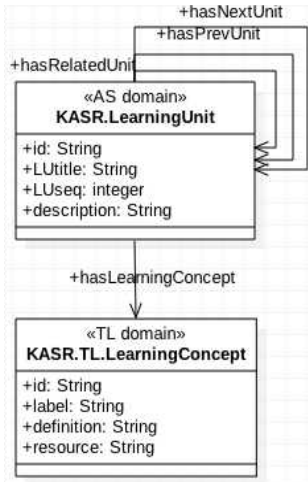 +hasNextUnit
+hasPrevUnit
+hasRelatedUnit
«AS domain»
KASR.LearningUnit
+id: String
+LUtitle: String
+LUseq: integer
+description: String
+hasLearningConcept
«TL domain»
KASR.TL.LearningConcept
+id: String
+label: String
+definition: String
+resource: String